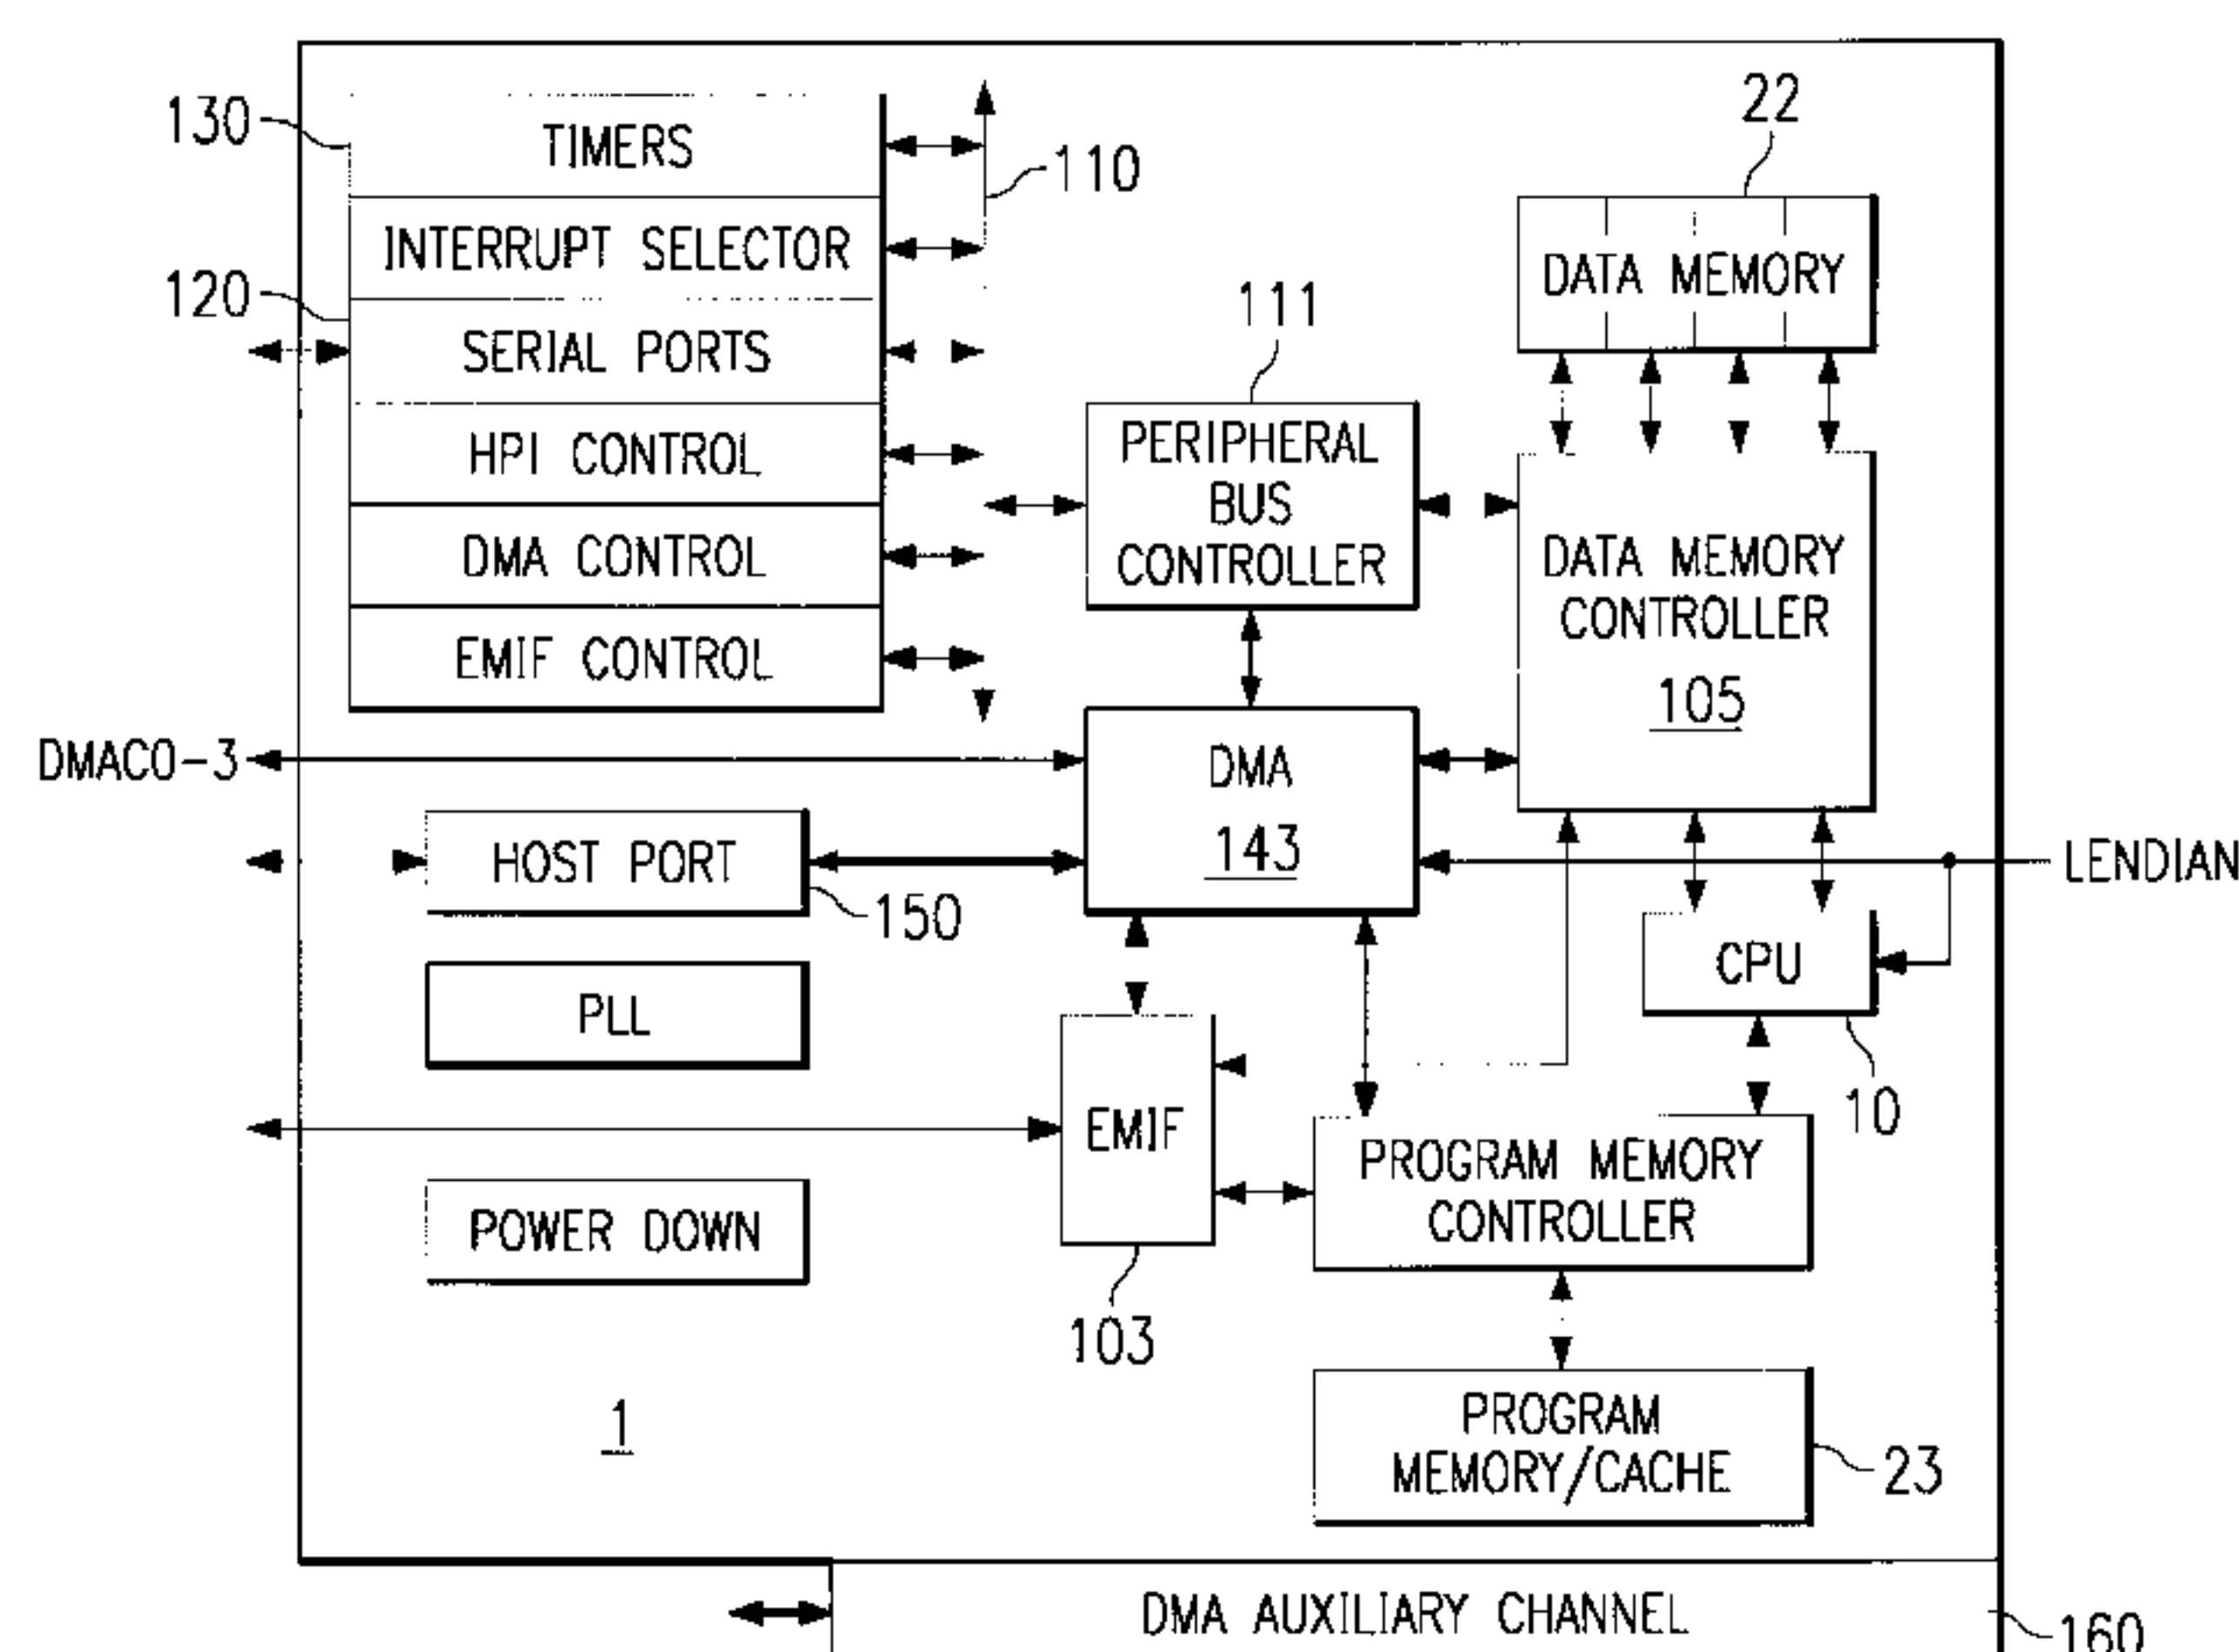 130
TIMERS
110
22
INTERRUPT SELECTOR
DATA MEMORY
120
SERIAL PORTS
111
HPI CONTROL
PERIPHERAL
BUS
CONTROLLER
DMA CONTROL
DATA MEMORY
CONTROLLER
105
EMIF CONTROL
DMAC0-3
DMA
143
HOST PORT
150
LENDIAN
CPU
10
PLL
EMIF
103
PROGRAM MEMORY
CONTROLLER
POWER DOWN
1
PROGRAM
MEMORY/CACHE
23
DMA AUXILIARY CHANNEL
160